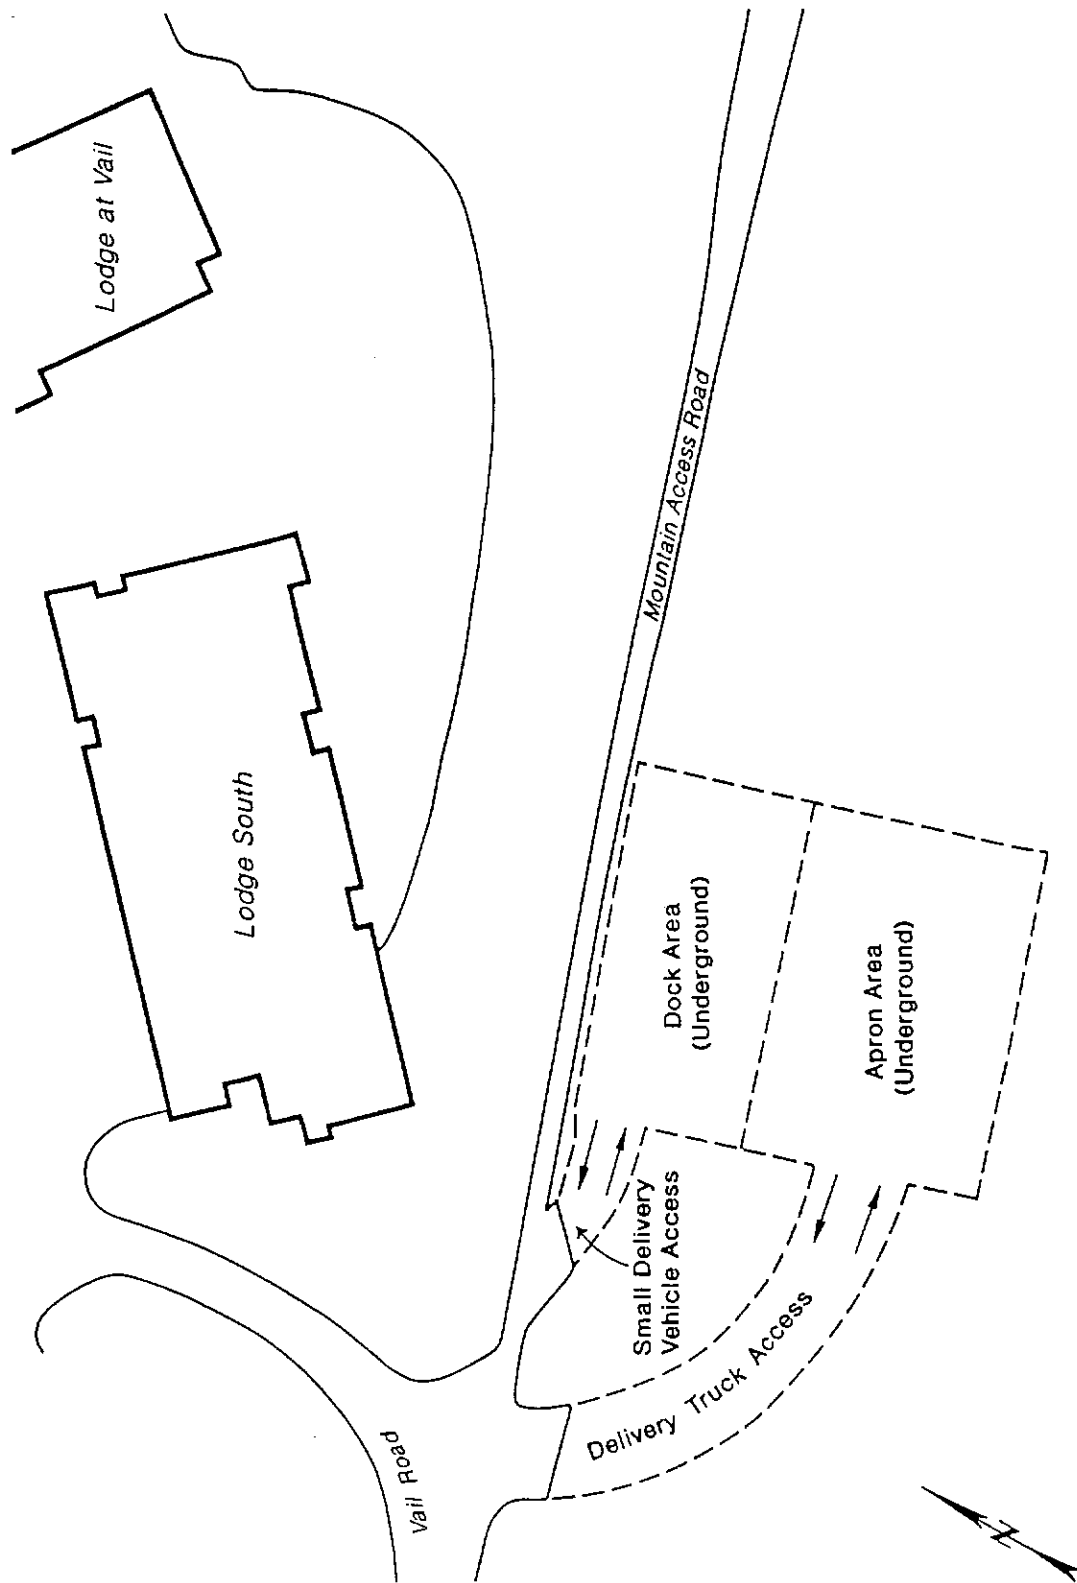 Lodge at Vail
Lodge South
Mountain Access Road
Dock Area
(Underground)
Apron Area
(Underground)
Small Delivery
Vehicle Access
Delivery Truck Access
Vail Road
N